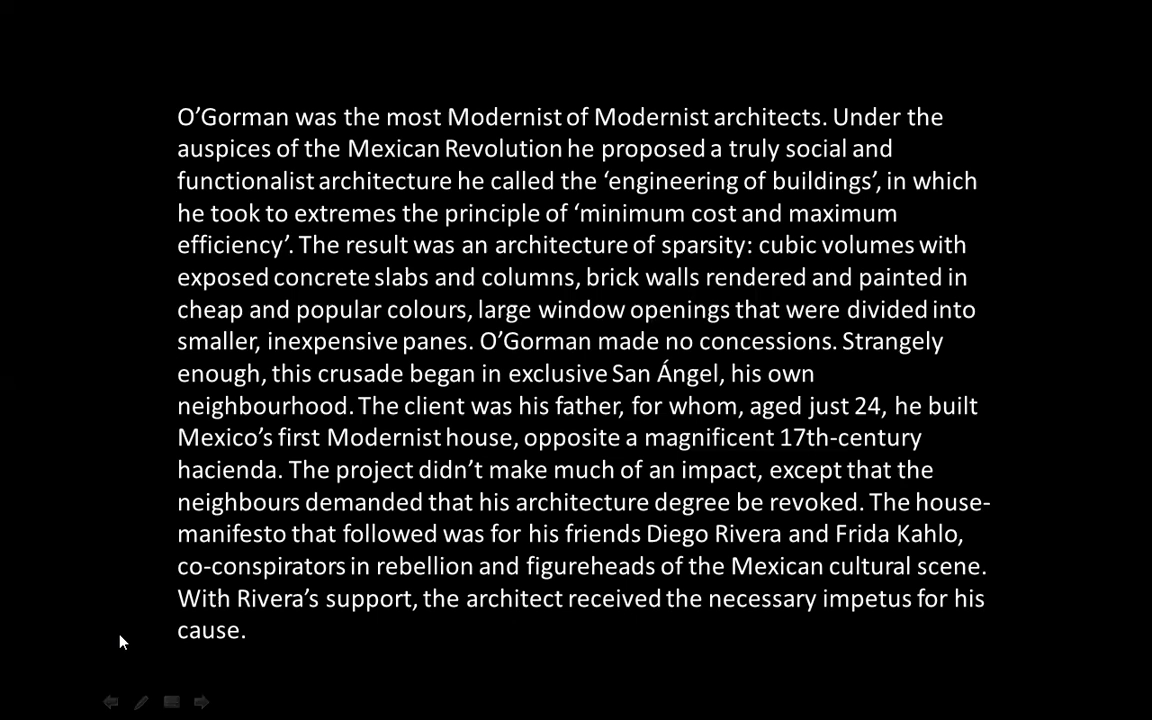 O’Gorman was the most Modernist of Modernist architects. Under the
auspices of the Mexican Revolution he proposed a truly social and
functionalist architecture he called the ‘engineering of buildings’, in which
he took to extremes the principle of ‘minimum cost and maximum
efficiency’. The result was an architecture of sparsity: cubic volumes with
exposed concrete slabs and columns, brick walls rendered and painted in
cheap and popular colours, large window openings that were divided into
smaller, inexpensive panes. O’Gorman made no concessions. Strangely
enough, this crusade began in exclusive San Ángel, his own
neighbourhood. The client was his father, for whom, aged just 24, he built
Mexico’s first Modernist house, opposite a magnificent 17th-century
hacienda. The project didn’t make much of an impact, except that the
neighbours demanded that his architecture degree be revoked. The house-
manifesto that followed was for his friends Diego Rivera and Frida Kahlo,
co-conspirators in rebellion and figureheads of the Mexican cultural scene.
With Rivera’s support, the architect received the necessary impetus for his
cause.